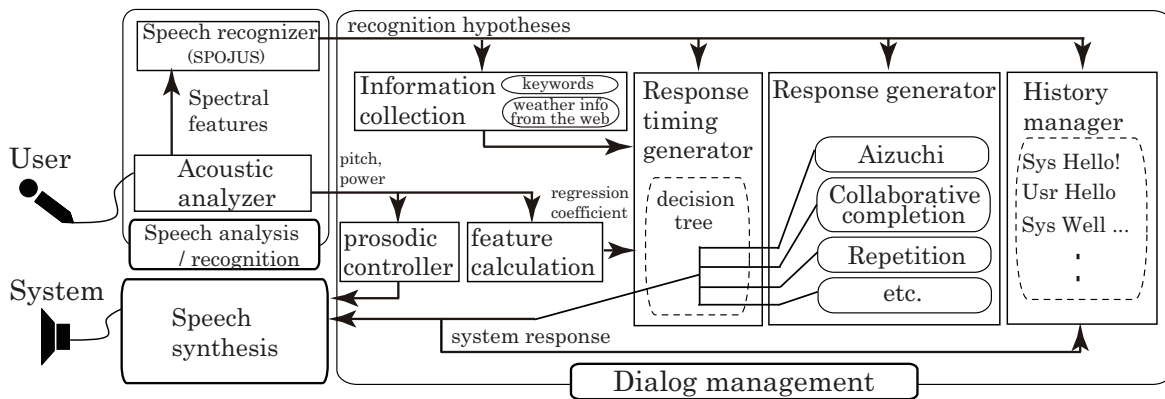 Speech recognizer
(SPOJUS)
recognition hypotheses
Spectral
features
User
Acoustic
analyzer
Speech analysis
/ recognition
pitch,
power
Information
collection
keywords
weather info
from the web
regression
coefficient
prosodic
controller
feature
calculation
Response
timing
generator
decision
tree
Response generator
Aizuchi
Collaborative
completion
Repetition
etc.
History
manager
Sys Hello!
Usr Hello
Sys Well ...
System
Speech
synthesis
system response
Dialog management